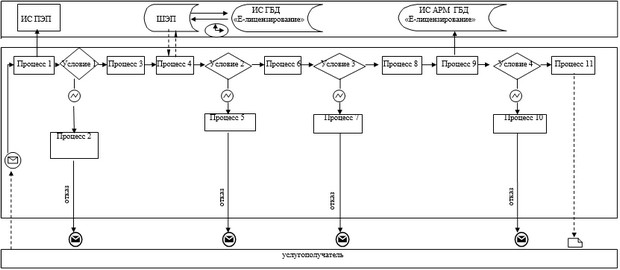 ИС ПЭП
ШЭП
ИС ГБД
«Е-лицензирование»
ИС АРМ ГБД
«Е-лицензирование»
Процесс 1
Условие 1
Процесс 3
Процесс 4
Условие 2
Процесс 6
Условие 3
Процесс 8
Процесс 9
Условие 4
Процесс 11
Процесс 2
Процесс 5
Процесс 7
Процесс 10
отказ
отказ
отказ
отказ
услугополучатель